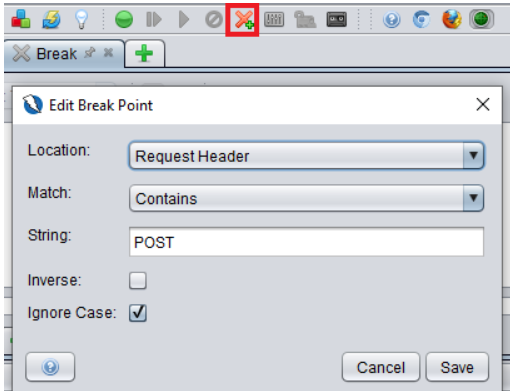 Break
Edit Break Point
Location:
Request Header
Match:
Contains
String:
POST
Inverse:
Ignore Case:
Cancel
Save